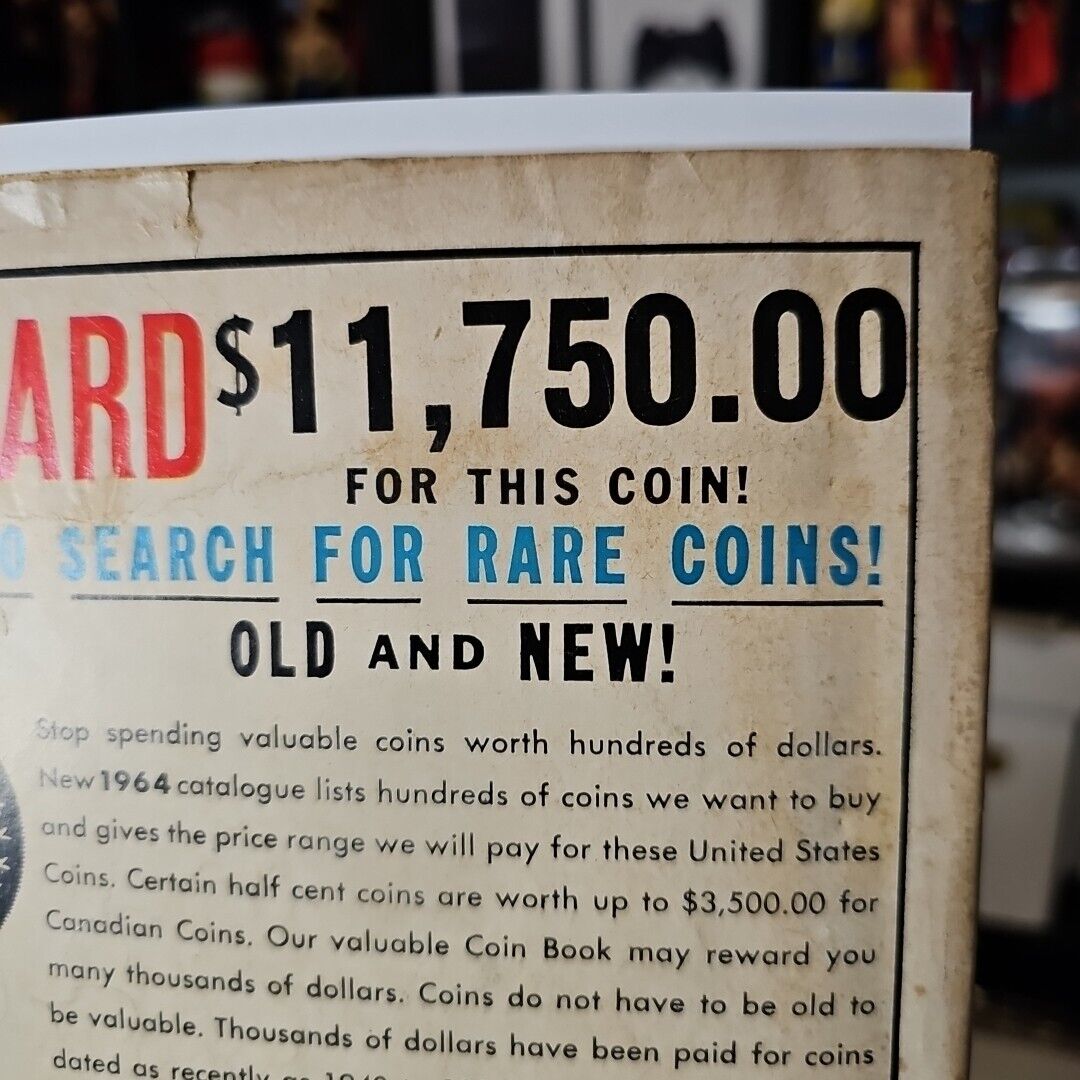 ARD $11,750.00
FOR THIS COIN!
O SEARCH FOR RARE COINS!
OLD AND NEW!
Stop spending valuable coins worth hundreds of dollars.
New 1964 catalogue lists hundreds of coins we want to buy
and gives the price range we will pay for these United States
Coins. Certain half cent coins are worth up to $3,500.00 for
Canadian Coins. Our valuable Coin Book may reward you
many thousands of dollars. Coins do not have to be old to
be valuable. Thousands of dollars have been paid for coins
dated as recently